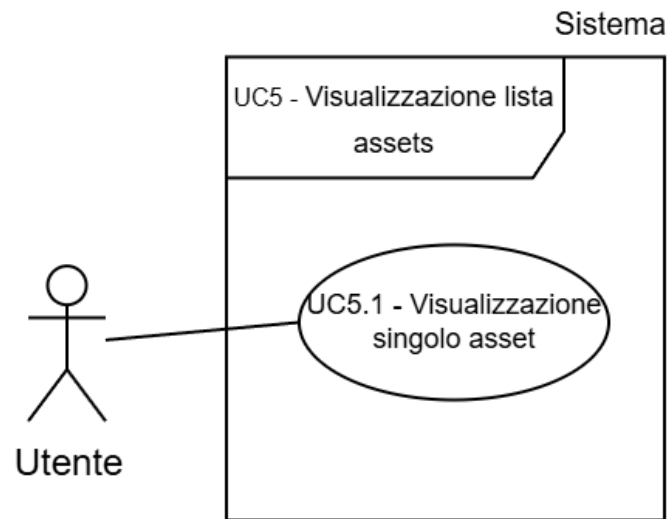 Sistema
UC5 - Visualizzazione lista
assets
UC5.1 - Visualizzazione
singolo asset
Utente